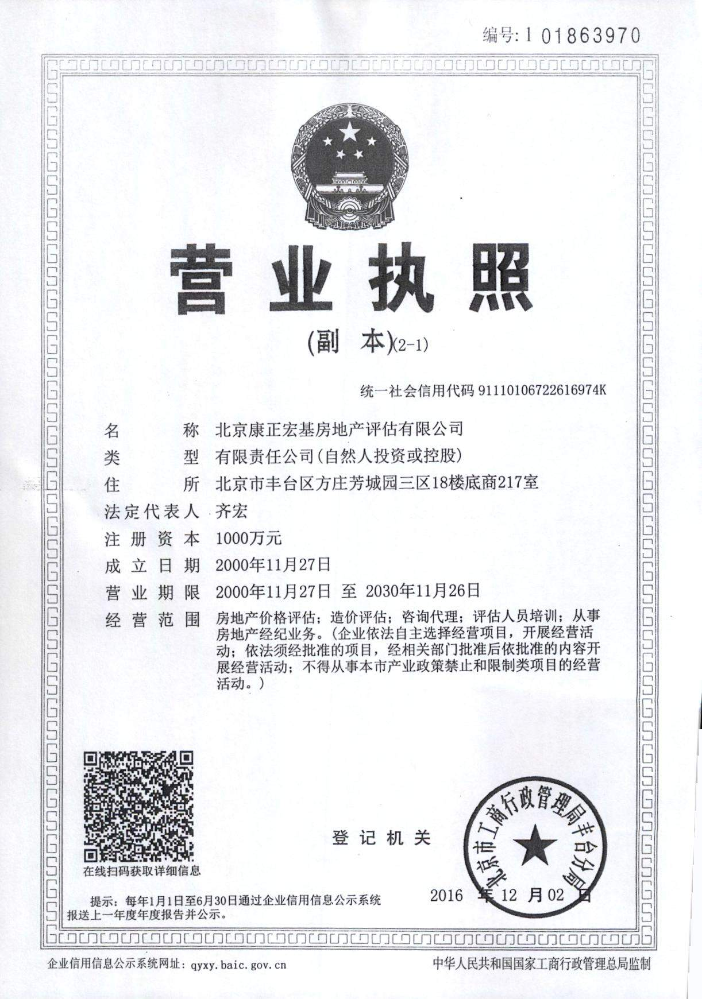 编号: 1 01863970
营业执照
(副 本)(2-1)
统一社会信用代码 91110106722616974K
名 称 北京康正宏基房地产评估有限公司
类 型 有限责任公司(自然人投资或控股)
住 所 北京市丰台区方庄芳城园三区18楼底商217室
法定代表人 齐宏
注册资本 1000万元
成立日期 2000年11月27日
营业期限 2000年11月27日 至 2030年11月26日
经营范围 房地产价格评估；造价评估；咨询代理；评估人员培训；从事
房地产经纪业务。(企业依法自主选择经营项目，开展经营活
动；依法须经批准的项目，经相关部门批准后依批准的内容开
展经营活动；不得从事本市产业政策禁止和限制类项目的经营
活动。)
在线扫码获取详细信息
登记机关
北京市工商行政管理局丰台分局
2016 年 12 月 02 日
提示：每年1月1日至6月30日通过企业信用信息公示系统
报送上一年度年度报告并公示。
企业信用信息公示系统网址：qyxy.baic.gov.cn
中华人民共和国国家工商行政管理总局监制